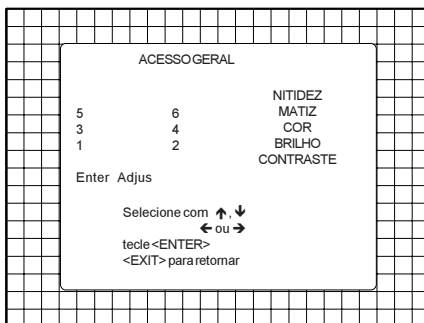 ACESSO GERAL
NITIDEZ
5 6 MATIZ
3 4 COR
1 2 BRILHO
CONTRASTE
Enter Adjus
Selecione com ↑, ↓
← ou →
tecle <ENTER>
<EXIT> para retornar